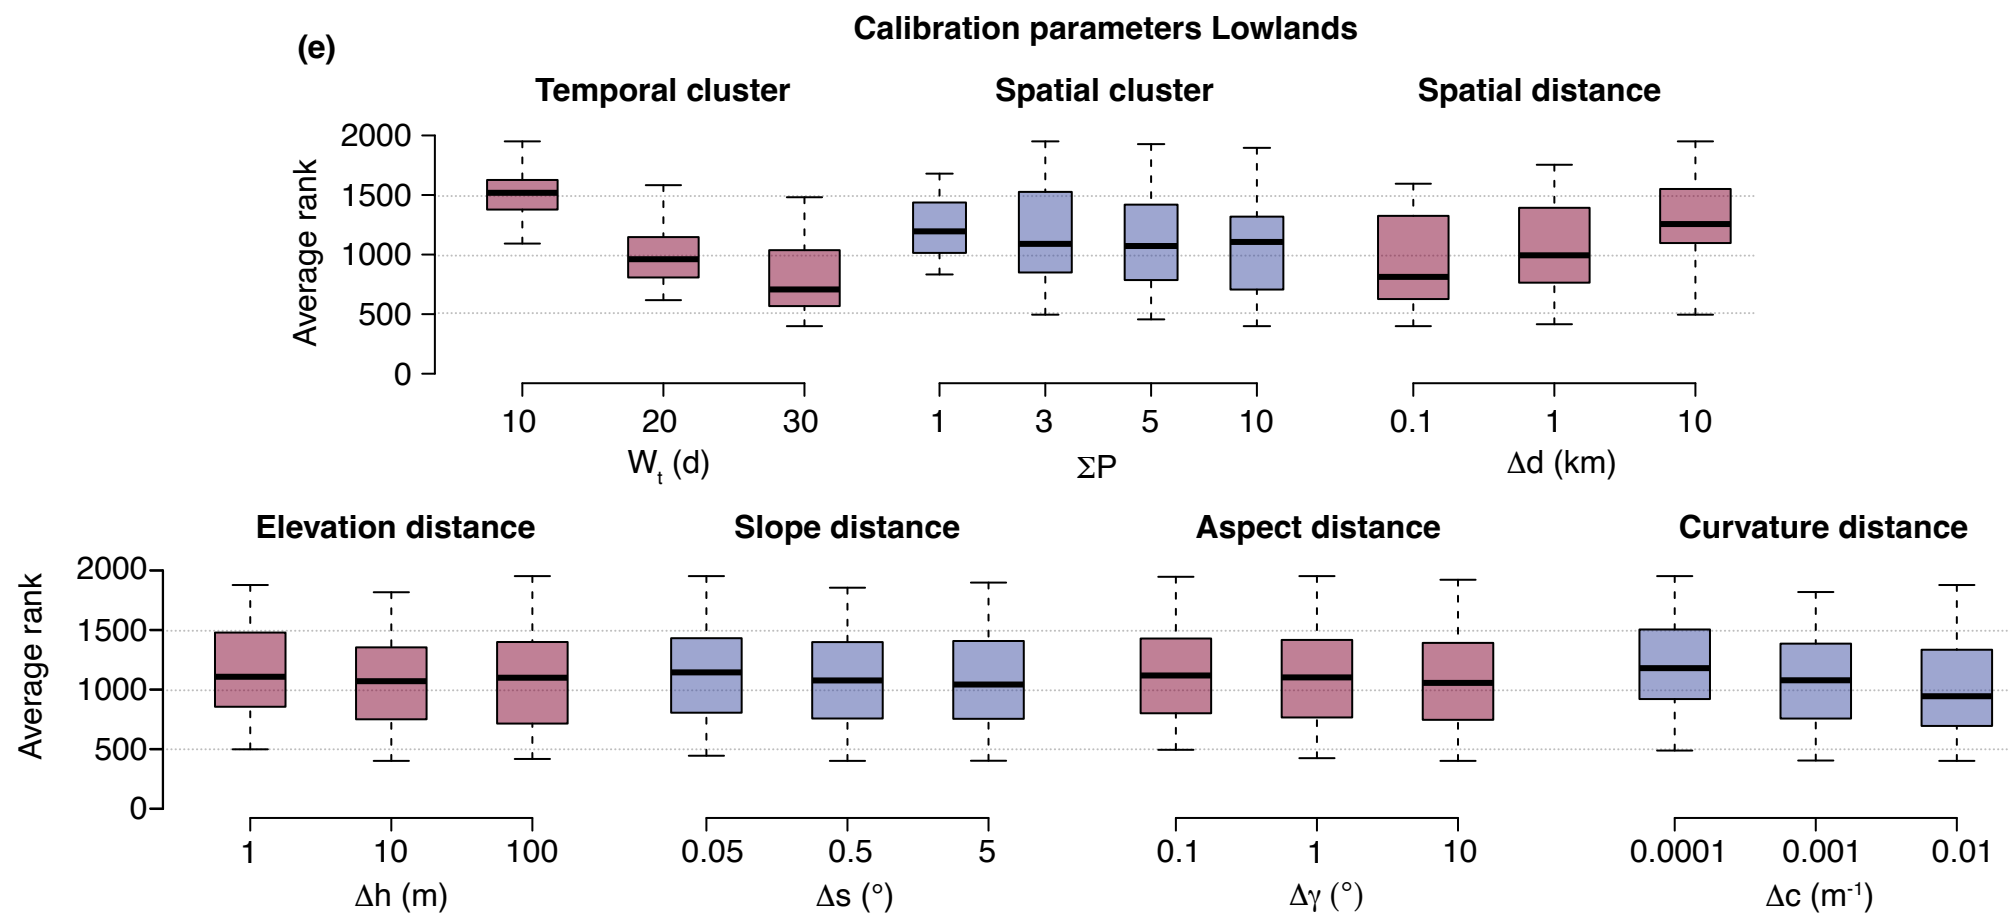 Calibration parameters Lowlands
(e)
Temporal cluster Spatial cluster Spatial distance
Average rank
2000
1500
1000
500
0
10 20 30 1 3 5 10 0.1 1 10
Wt (d) ΣP Δd (km)
Elevation distance Slope distance Aspect distance Curvature distance
Average rank
2000
1500
1000
500
0
1 10 100 0.05 0.5 5 0.1 1 10 0.0001 0.001 0.01
Δh (m) Δs (°) Δγ (°) Δc (m-1)